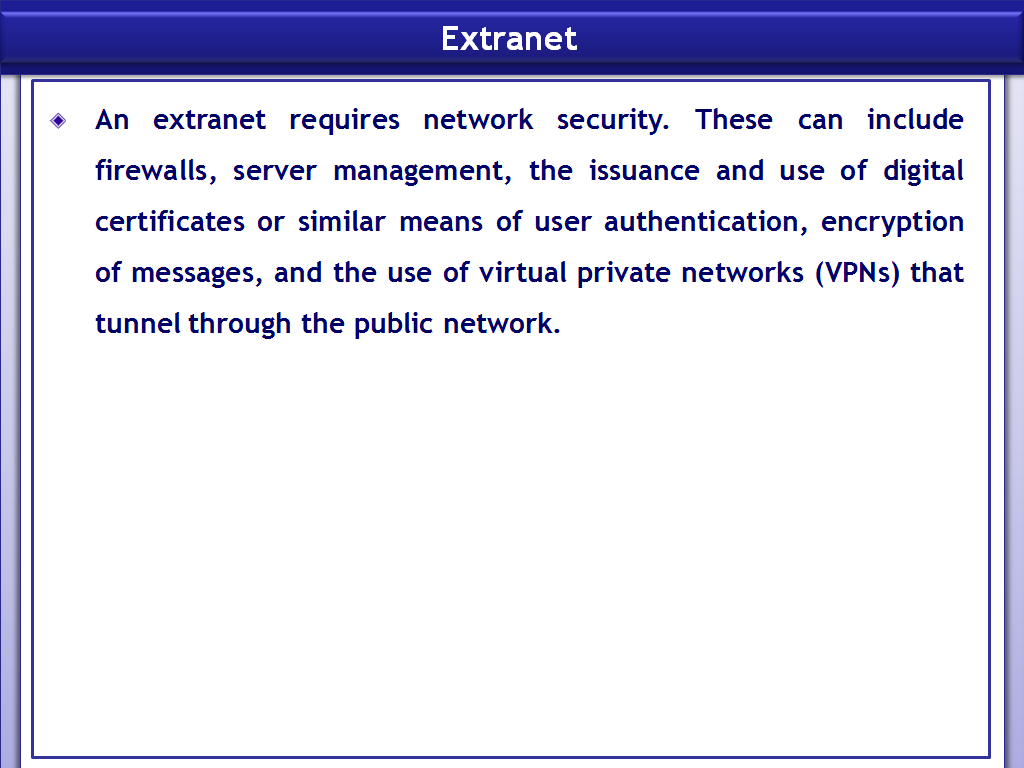 Extranet
An extranet requires network security. These can include
firewalls, server management, the issuance and use of digital
certificates or similar means of user authentication, encryption
of messages, and the use of virtual private networks (VPNs) that
tunnel through the public network.